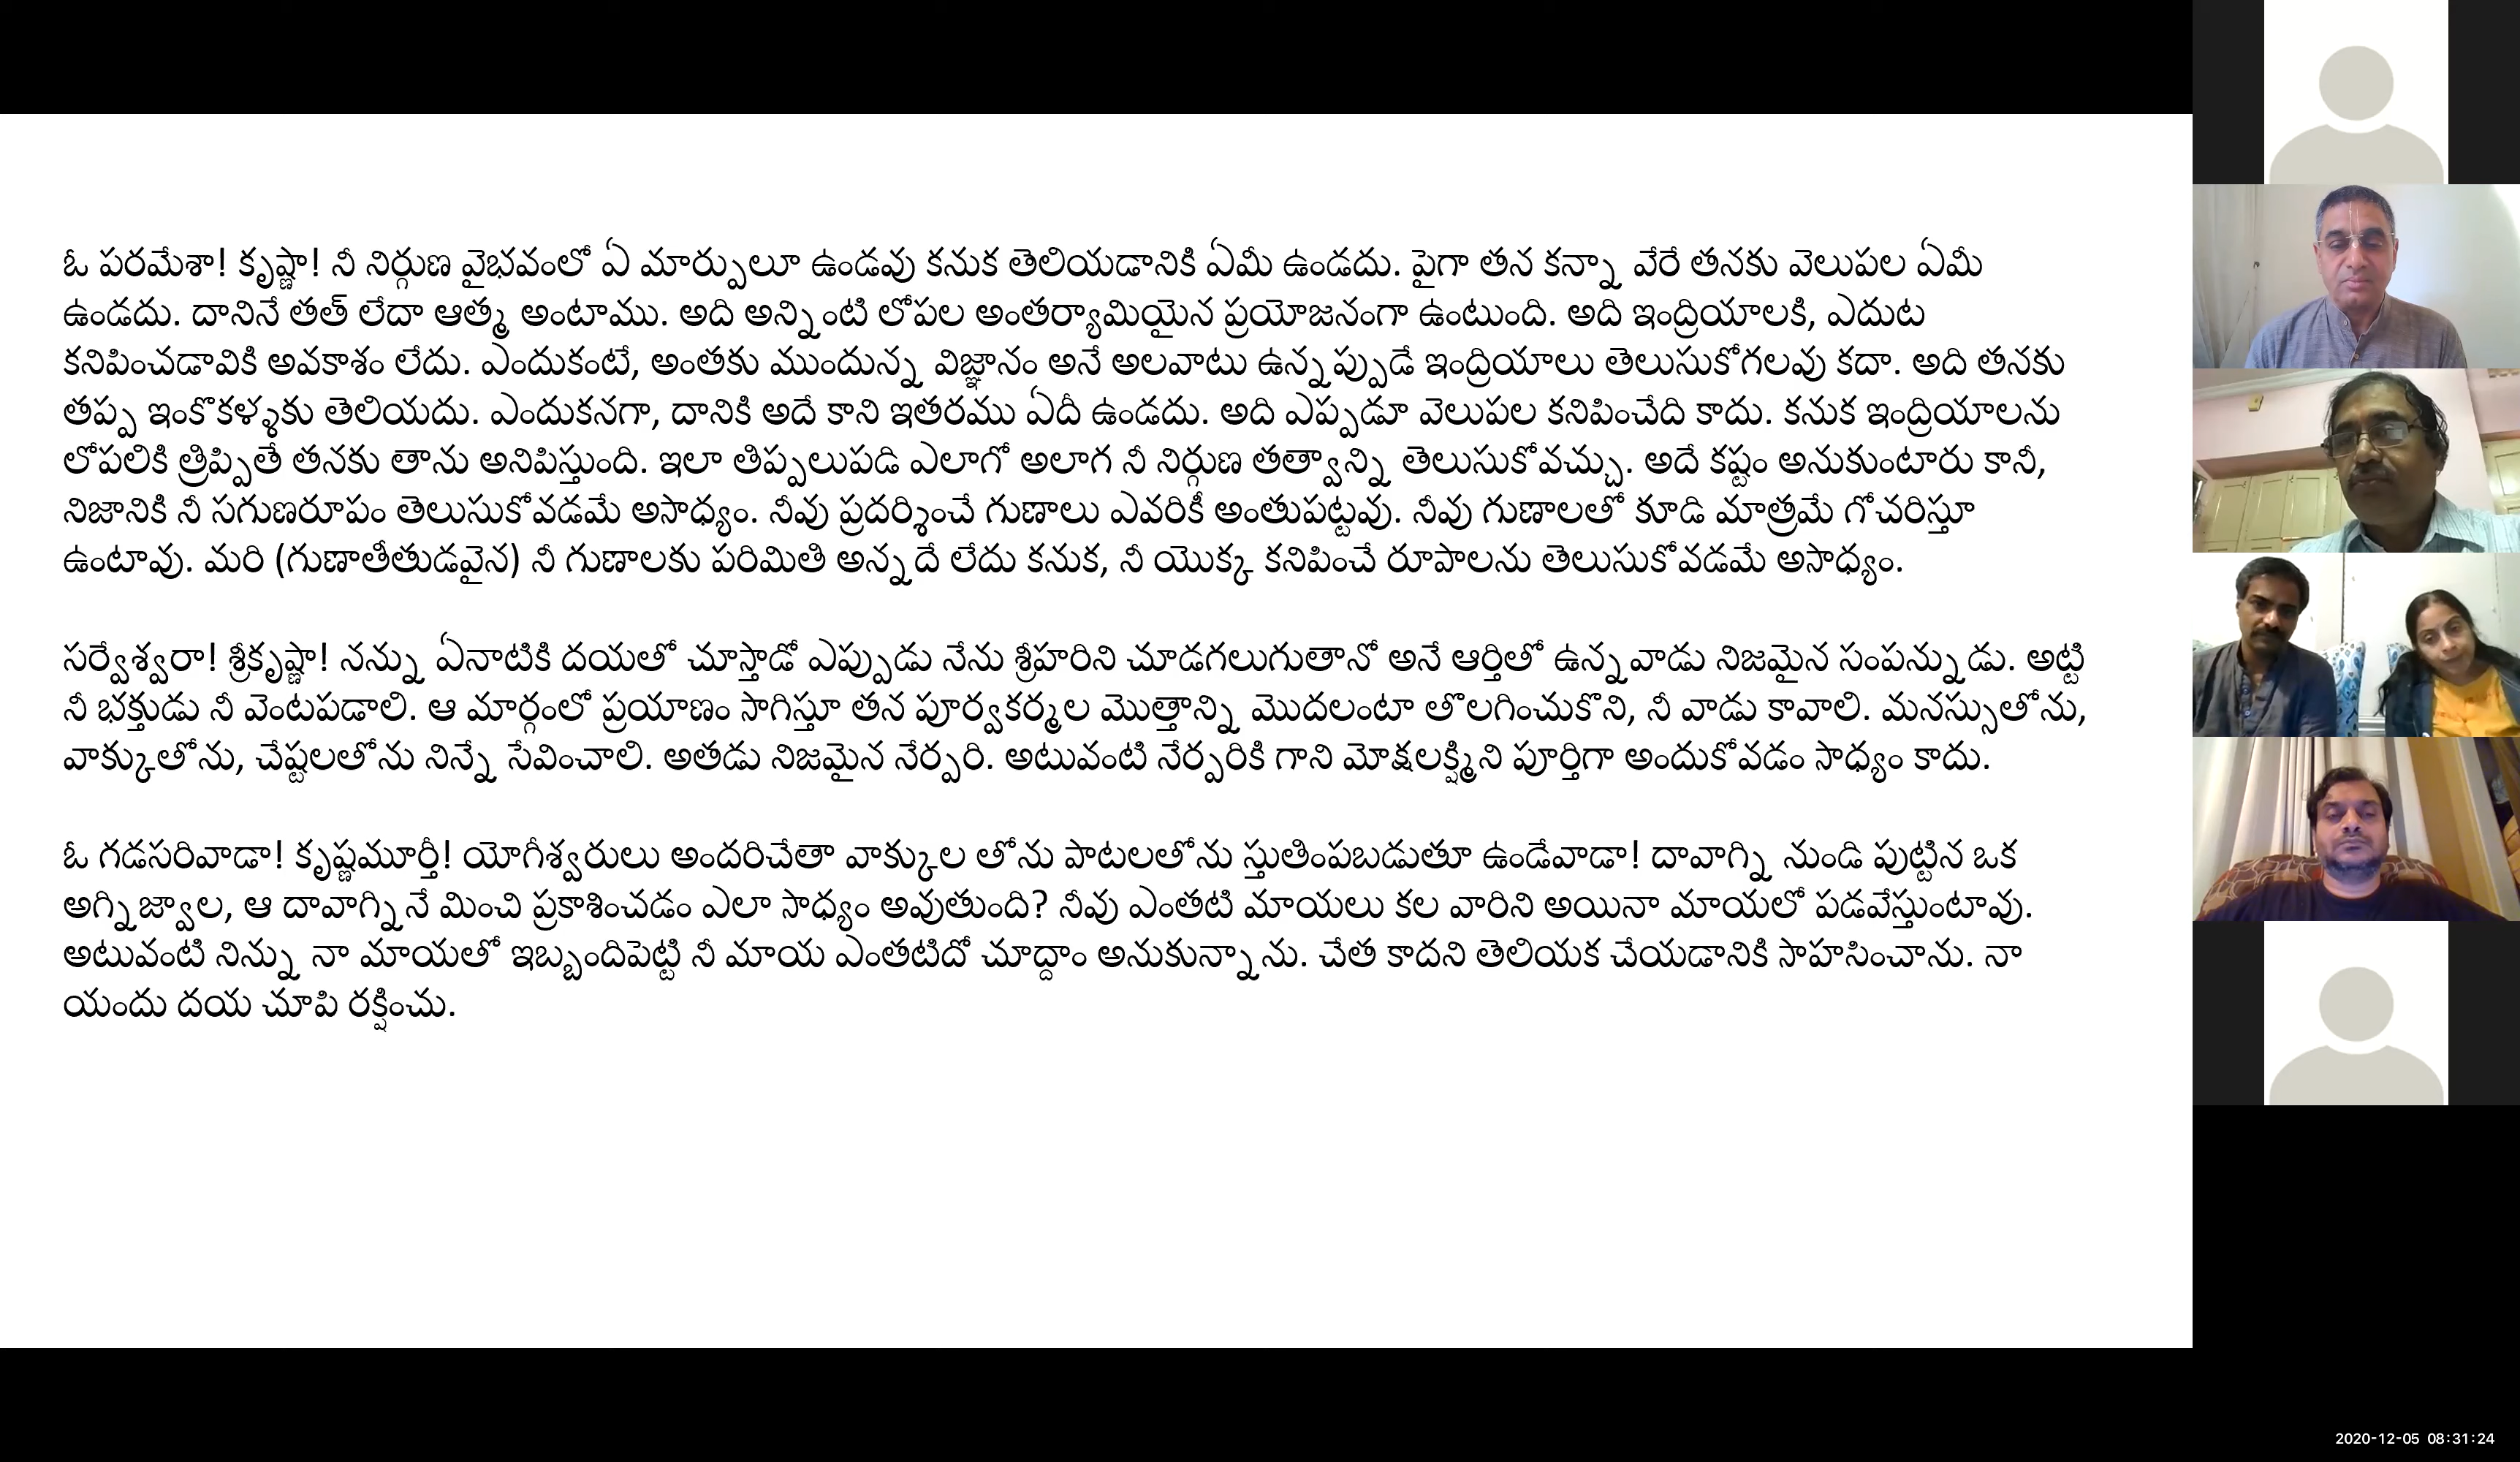 ఓ పరమేశా! కృష్ణా! నీ నిర్గుణ వైభవంలో ఏ మార్పులూ ఉండవు కనుక తెలియడానికి ఏమీ ఉండదు. పైగా తన కన్నా వేరే తనకు వెలుపల ఏమీ
ఉండదు. దానినే తత్ లేదా ఆత్మ అంటాము. అది అన్నింటి లోపల అంతర్యామియైన ప్రయోజనంగా ఉంటుంది. అది ఇంద్రియాలకి, ఎదుట
కనిపించడావికి అవకాశం లేదు. ఎందుకంటే, అంతకు ముందున్న విజ్ఞానం అనే అలవాటు ఉన్నప్పుడే ఇంద్రియాలు తెలుసుకోగలవు కదా. అది తనకు
తప్ప ఇంకొకళ్ళకు తెలియదు. ఎందుకనగా, దానికి అదే కాని ఇతరము ఏదీ ఉండదు. అది ఎప్పడూ వెలుపల కనిపించేది కాదు. కనుక ఇంద్రియాలను
లోపలికి త్రిప్పితే తనకు తాను అనిపిస్తుంది. ఇలా తిప్పలుపడి ఎలాగో అలాగ నీ నిర్గుణ తత్వాన్ని తెలుసుకోవచ్చు. అదే కష్టం అనుకుంటారు కానీ,
నిజానికి నీ సగుణరూపం తెలుసుకోవడమే అసాధ్యం. నీవు ప్రదర్శించే గుణాలు ఎవరికీ అంతుపట్టవు. నీవు గుణాలతో కూడి మాత్రమే గోచరిస్తూ
ఉంటావు. మరి (గుణాతీతుడవైన) నీ గుణాలకు పరిమితి అన్నదే లేదు కనుక, నీ యొక్క కనిపించే రూపాలను తెలుసుకోవడమే అసాధ్యం.
సర్వేశ్వరా! శ్రీకృష్ణా! నన్ను ఏనాటికి దయతో చూస్తాడో ఎప్పుడు నేను శ్రీహరిని చూడగలుగుతానో అనే ఆర్తితో ఉన్నవాడు నిజమైన సంపన్నుడు. అట్టి
నీ భక్తుడు నీ వెంటపడాలి. ఆ మార్గంలో ప్రయాణం సాగిస్తూ తన పూర్వకర్మల మొత్తాన్ని మొదలంటా తొలగించుకొని, నీ వాడు కావాలి. మనస్సుతోను,
వాక్కుతోను, చేష్టలతోను నిన్నే సేవించాలి. అతడు నిజమైన నేర్పరి. అటువంటి నేర్పరికి గాని మోక్షలక్ష్మిని పూర్తిగా అందుకోవడం సాధ్యం కాదు.
ఓ గడసరివాడా! కృష్ణమూర్తీ! యోగీశ్వరులు అందరిచేతా వాక్కుల తోను పాటలతోను స్తుతింపబడుతూ ఉండేవాడా! దావాగ్ని నుండి పుట్టిన ఒక
అగ్నిజ్వాల, ఆ దావాగ్నినే మించి ప్రకాశించడం ఎలా సాధ్యం అవుతుంది? నీవు ఎంతటి మాయలు కల వారిని అయినా మాయలో పడవేస్తుంటావు.
అటువంటి నిన్ను నా మాయతో ఇబ్బందిపెట్టి నీ మాయ ఎంతటిదో చూద్దాం అనుకున్నాను. చేత కాదని తెలియక చేయడానికి సాహసించాను. నా
యందు దయ చూపి రక్షించు.
2020-12-05 08:31:24